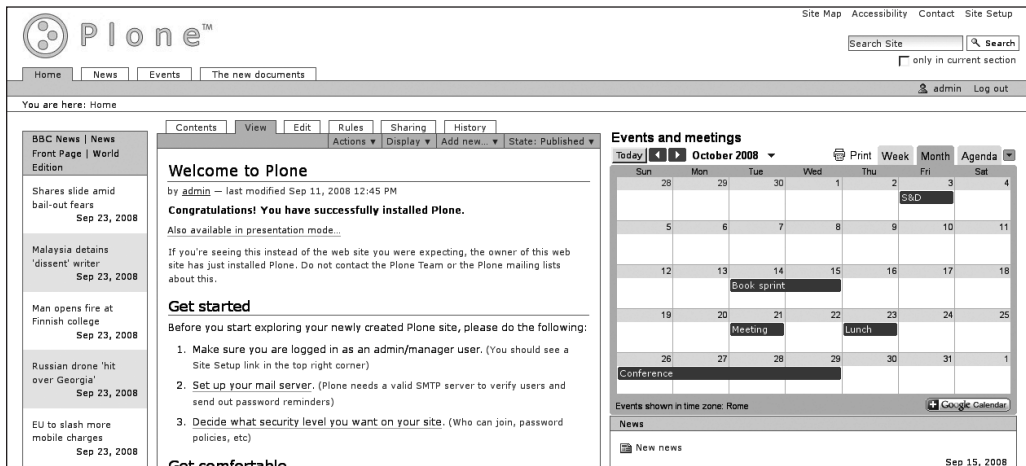 Site Map Accessibility Contact Site Setup
Plone™
Search Site Search
only in current section
Home News Events The new documents
admin Log out
You are here: Home
BBC News | News
Front Page | World
Edition
Shares slide amid
bail-out fears
Sep 23, 2008
Malaysia detains
'dissent' writer
Sep 23, 2008
Man opens fire at
Finnish college
Sep 23, 2008
Russian drone 'hit
over Georgia'
Sep 23, 2008
EU to slash more
mobile charges
Sep 23, 2008
Contents View Edit Rules Sharing History
Actions ▼ Display ▼ Add new... ▼ State: Published ▼
Welcome to Plone
by admin — last modified Sep 11, 2008 12:45 PM
Congratulations! You have successfully installed Plone.
Also available in presentation mode...
If you're seeing this instead of the web site you were expecting, the owner of this web
site has just installed Plone. Do not contact the Plone Team or the Plone mailing lists
about this.
Get started
Before you start exploring your newly created Plone site, please do the following:
1. Make sure you are logged in as an admin/manager user. (You should see a
Site Setup link in the top right corner)
2. Set up your mail server. (Plone needs a valid SMTP server to verify users and
send out password reminders)
3. Decide what security level you want on your site. (Who can join, password
policies, etc)
Get comfortable
Events and meetings
Today October 2008 Print Week Month Agenda
Sun Mon Tue Wed Thu Fri Sat
28 29 30 1 2 3 4
S&D
5 6 7 8 9 10 11
12 13 14 15 16 17 18
Book sprint
19 20 21 22 23 24 25
Meeting Lunch
26 27 28 29 30 31 1
Conference
Events shown in time zone: Rome
Google Calendar
News
New news
Sep 15, 2008